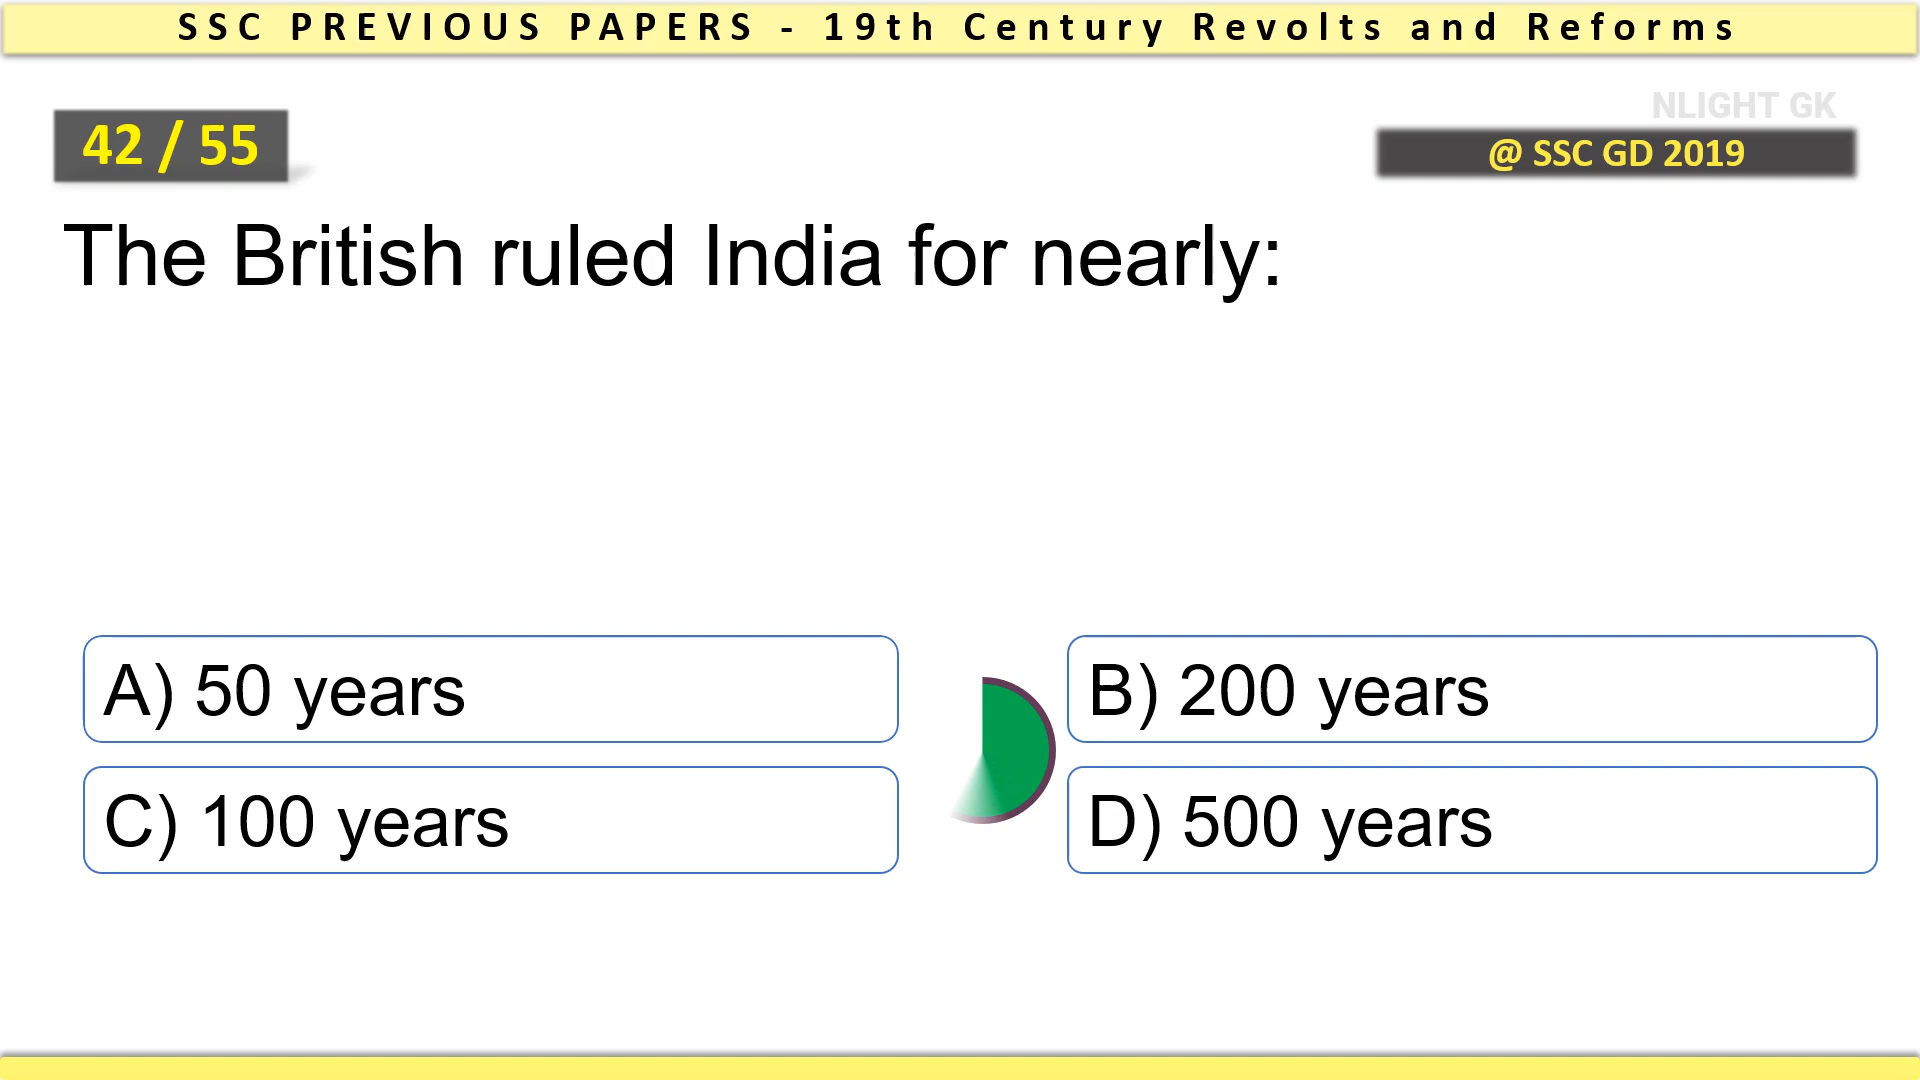 SSC PREVIOUS PAPERS - 19th Century Revolts and Reforms
NLIGHT GK
42 / 55
@ SSC GD 2019
The British ruled India for nearly:
A) 50 years
B) 200 years
C) 100 years
D) 500 years